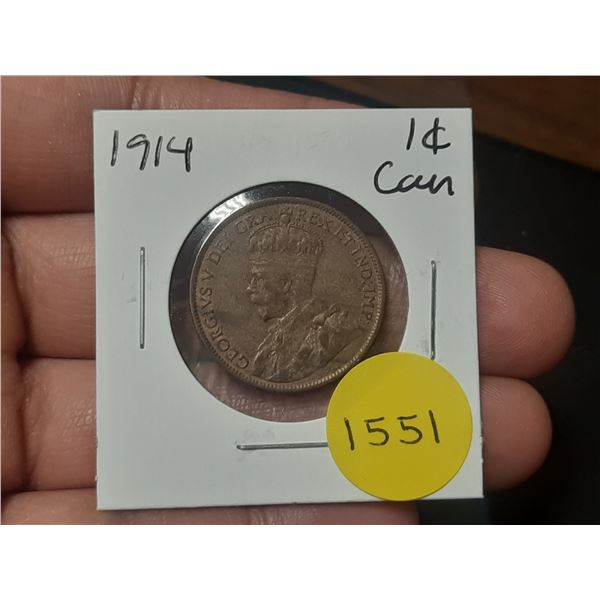 1914
1¢
Can
GEORGIVS V DEI GRA: REX ET IND:IMP:
1551